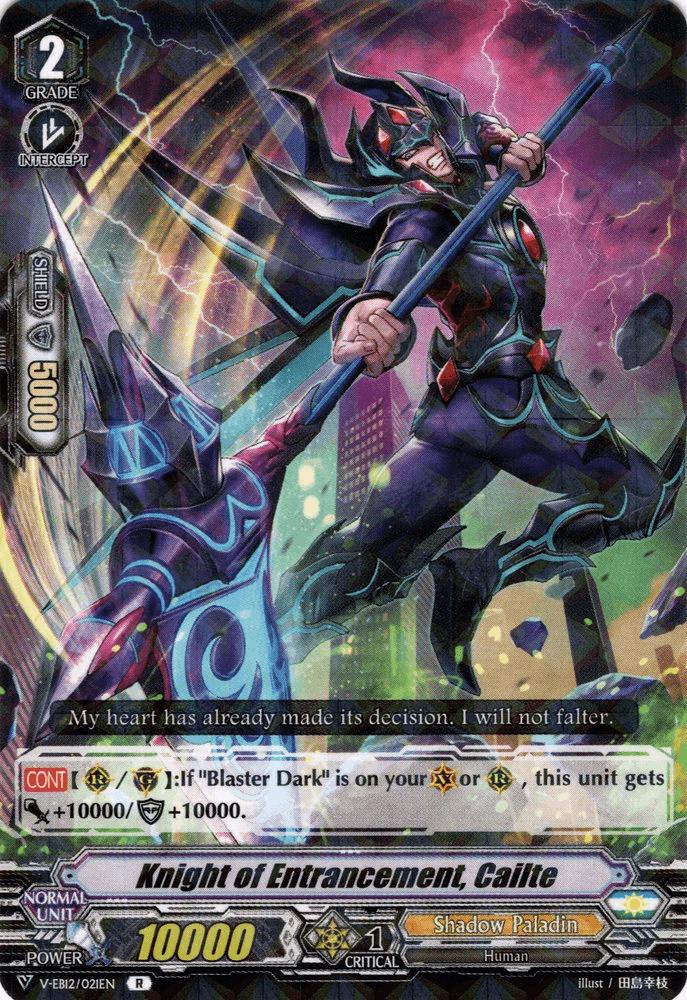 2
GRADE
INTERCEPT
SHIELD
5000
My heart has already made its decision. I will not falter.
CONT【 R / G 】:If "Blaster Dark" is on your V or R , this unit gets
+10000/ +10000.
Knight of Entrancement, Cailte
NORMAL
UNIT
POWER
10000
1
CRITICAL
Shadow Paladin
Human
V-EB12/021EN R
illust / 田島幸枝